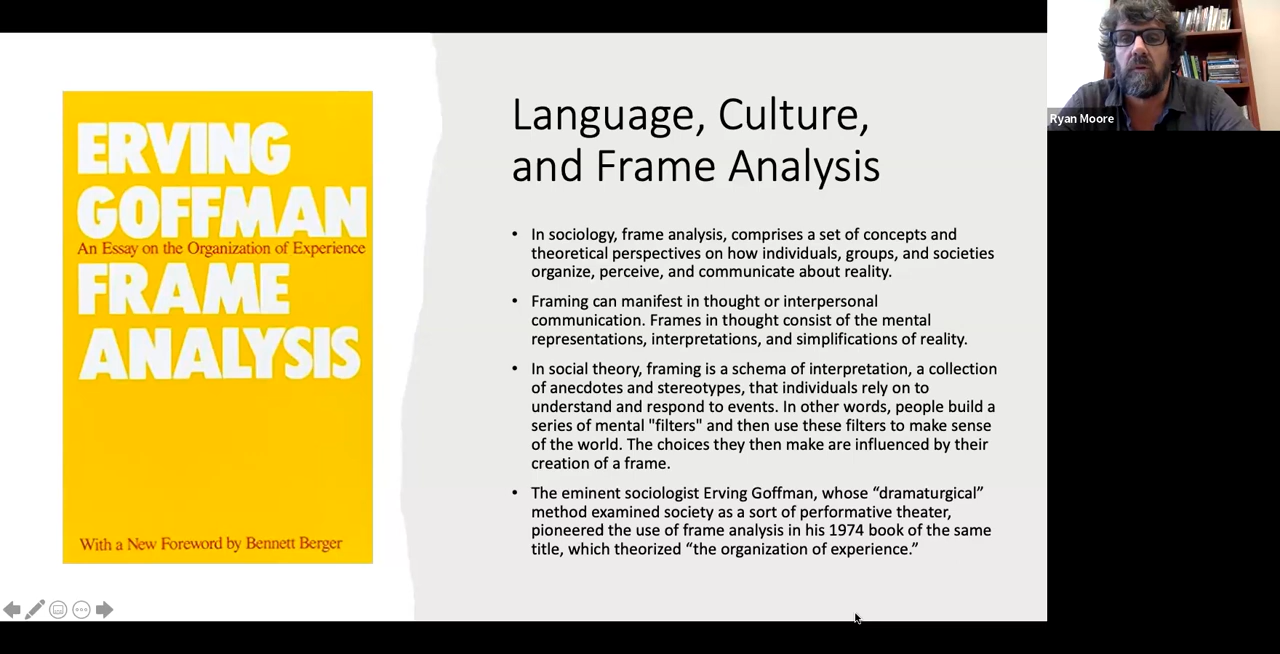 ERVING
GOFFMAN
An Essay on the Organization of Experience
FRAME
ANALYSIS
With a New Foreword by Bennett Berger
Language, Culture,
and Frame Analysis
• In sociology, frame analysis, comprises a set of concepts and
theoretical perspectives on how individuals, groups, and societies
organize, perceive, and communicate about reality.
• Framing can manifest in thought or interpersonal
communication. Frames in thought consist of the mental
representations, interpretations, and simplifications of reality.
• In social theory, framing is a schema of interpretation, a collection
of anecdotes and stereotypes, that individuals rely on to
understand and respond to events. In other words, people build a
series of mental "filters" and then use these filters to make sense
of the world. The choices they then make are influenced by their
creation of a frame.
• The eminent sociologist Erving Goffman, whose “dramaturgical”
method examined society as a sort of performative theater,
pioneered the use of frame analysis in his 1974 book of the same
title, which theorized “the organization of experience.”
Ryan Moore